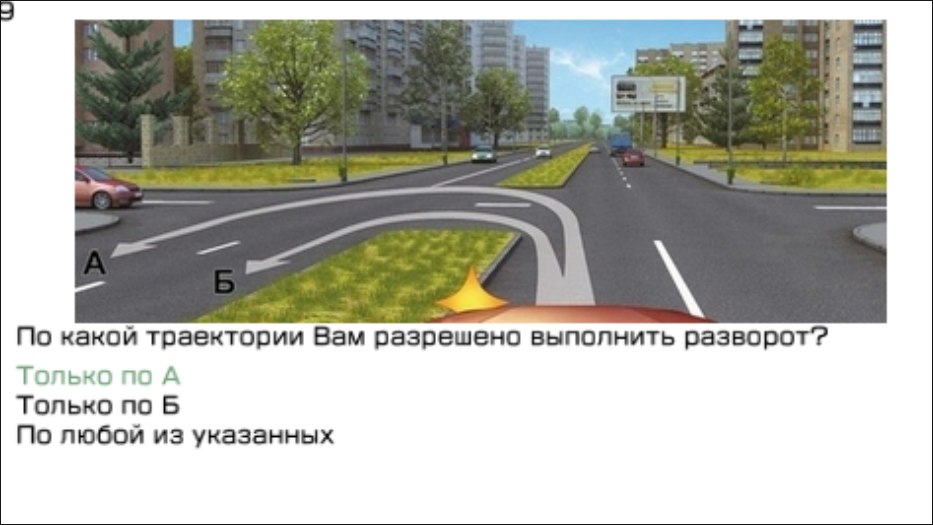 9
А
Б
По какой траектории Вам разрешено выполнить разворот?
Только по А
Только по Б
По любой из указанных